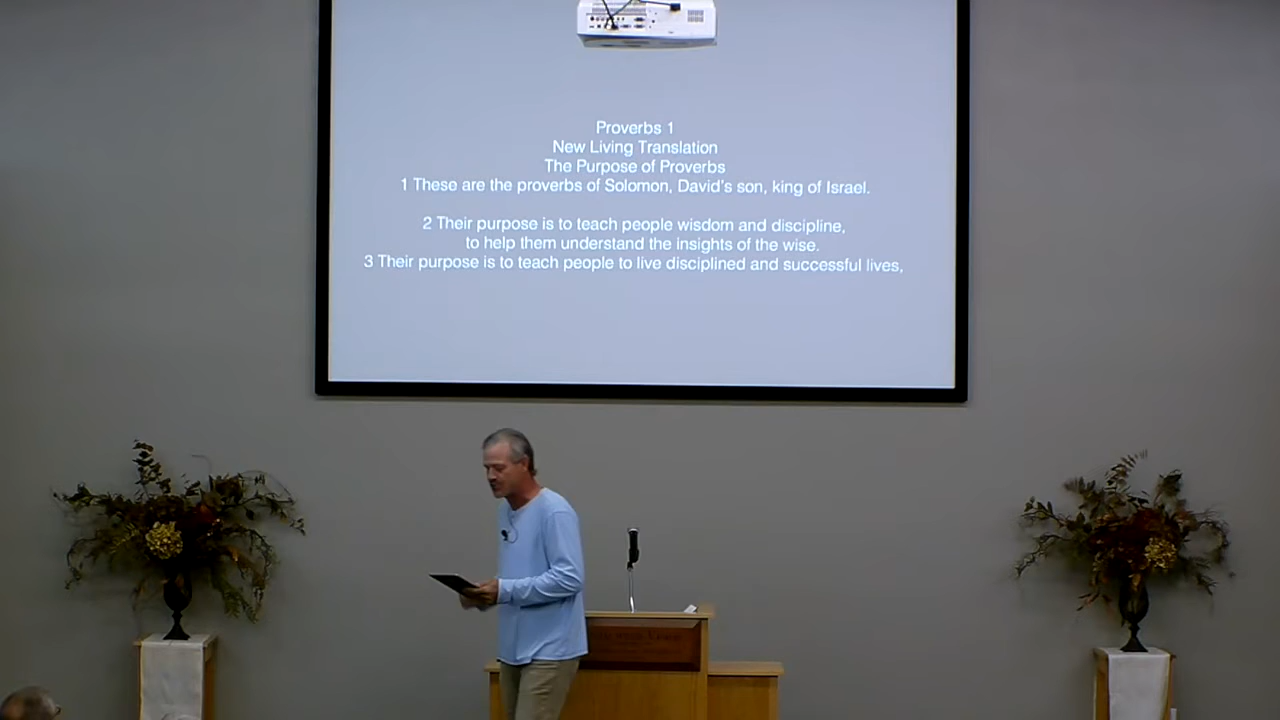 Proverbs 1
New Living Translation
The Purpose of Proverbs
1 These are the proverbs of Solomon, David's son, king of Israel.
2 Their purpose is to teach people wisdom and discipline,
to help them understand the insights of the wise.
3 Their purpose is to teach people to live disciplined and successful lives,